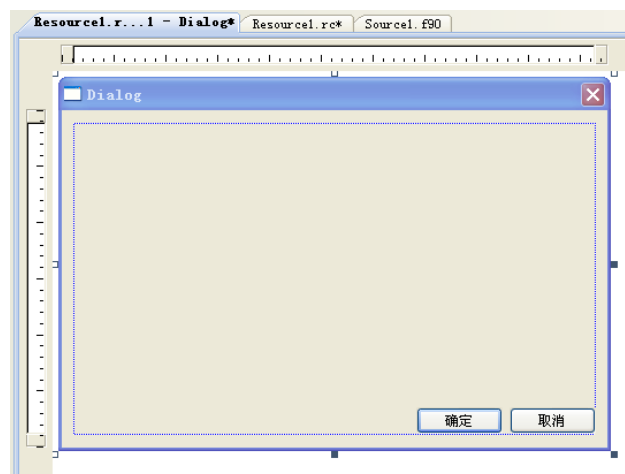 Resource1.r...1 - Dialog* Resource1.rc* Source1.f90
Dialog
确定 取消